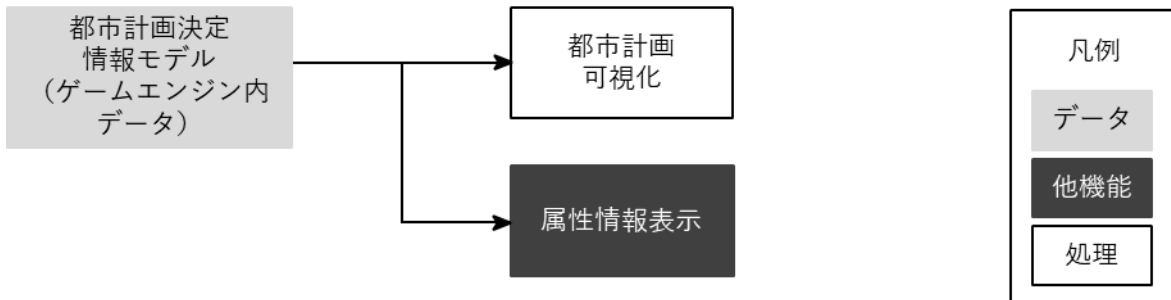 都市計画決定
情報モデル
（ゲームエンジン内
データ）
都市計画
可視化
属性情報表示
凡例
データ
他機能
処理